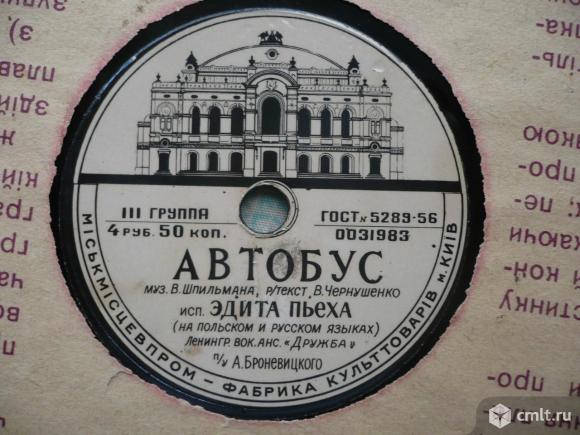 III ГРУППА
4 РУБ. 50 КОП.
ГОСТ № 5289-56
0031983
АВТОБУС
МУЗ. В. ШПИЛЬМАНА, Р/ТЕКСТ В. ЧЕРНУШЕНКО
ИСП. ЭДИТА ПЬЕХА
(НА ПОЛЬСКОМ И РУССКОМ ЯЗЫКАХ)
ЛЕНИНГР. ВОК. АНС. «ДРУЖБА»
П/У А. БРОНЕВИЦКОГО
МІСЬКМІСЦЕВПРОМ – ФАБРИКА КУЛЬТТОВАРІВ м. КИЇВ
cmlt.ru